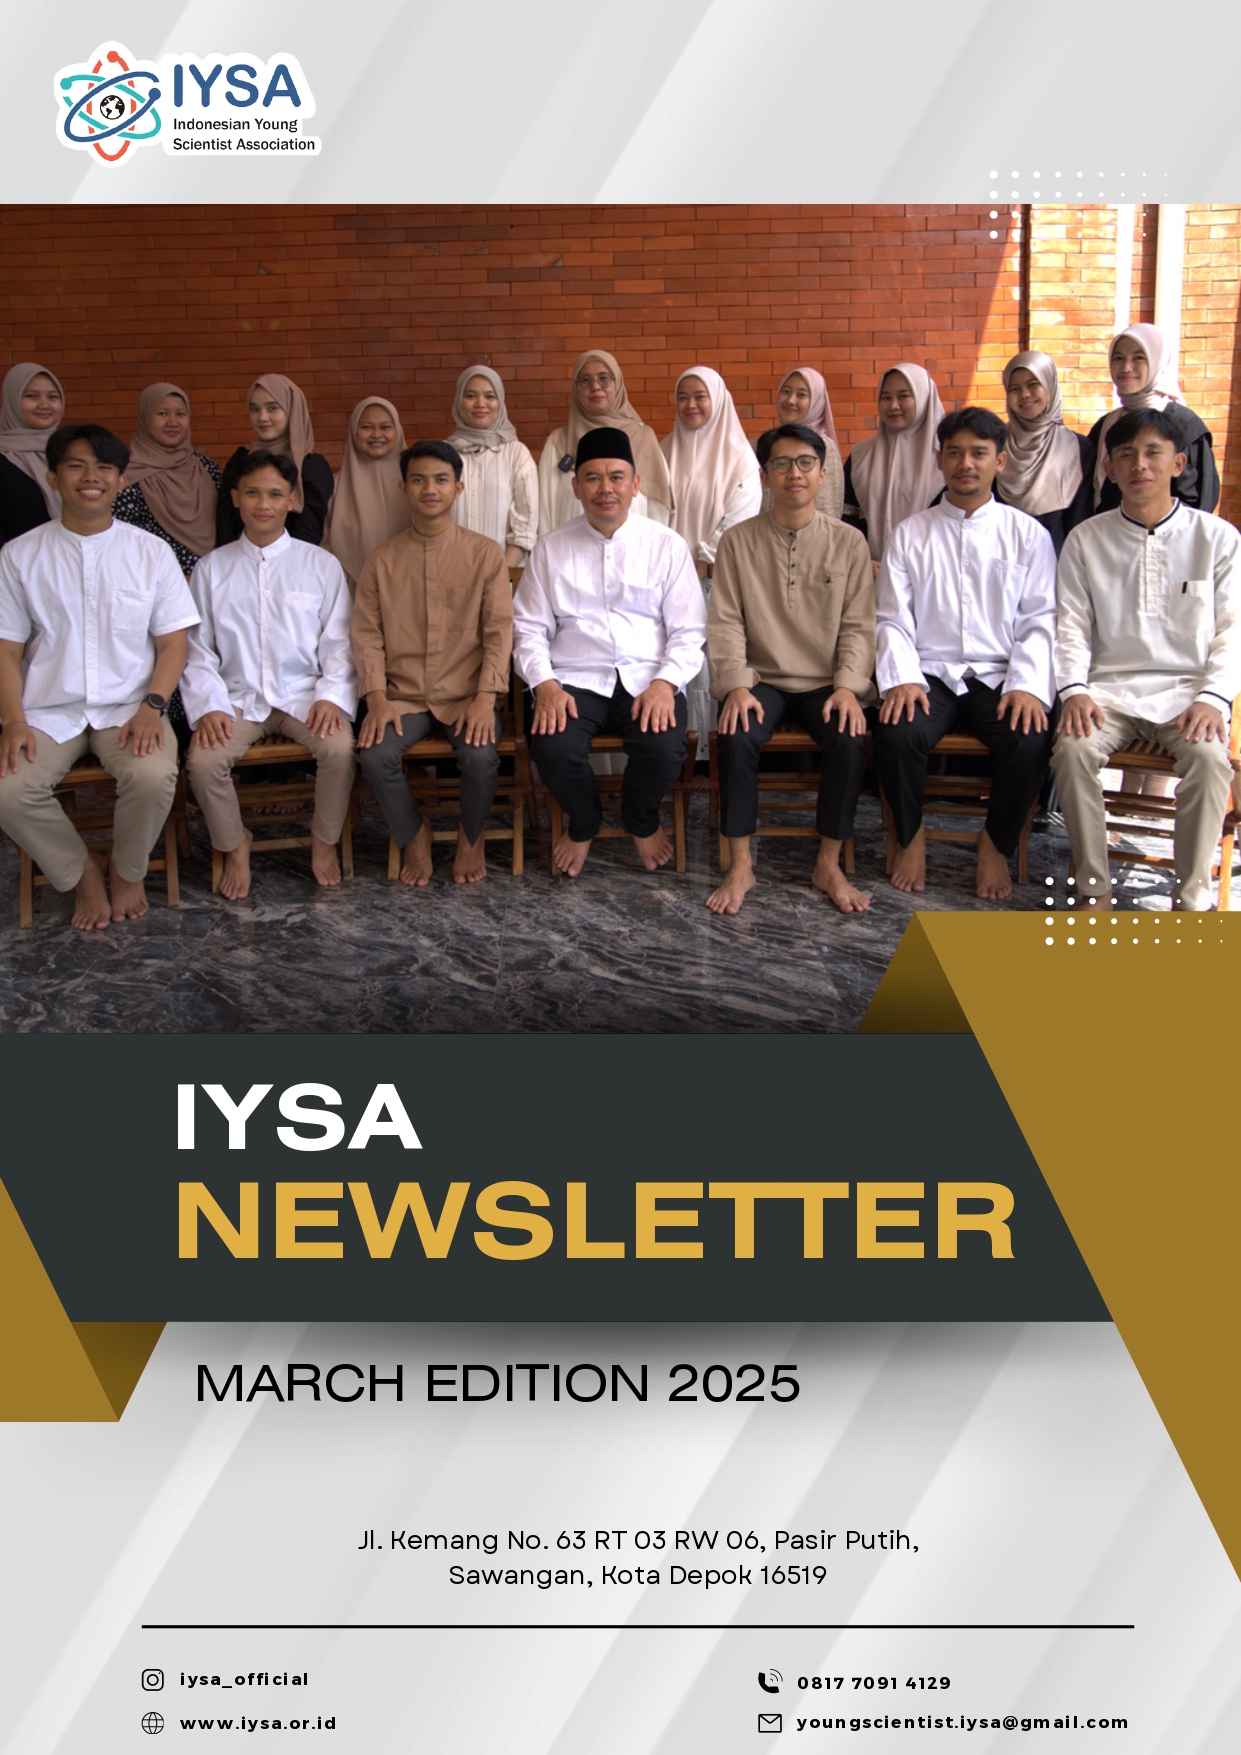 IYSA
Indonesian Young
Scientist Association
IYSA
NEWSLETTER
MARCH EDITION 2025
Jl. Kemang No. 63 RT 03 RW 06, Pasir Putih,
Sawangan, Kota Depok 16519
iysa_official
www.iysa.or.id
0817 7091 4129
youngscientist.iysa@gmail.com